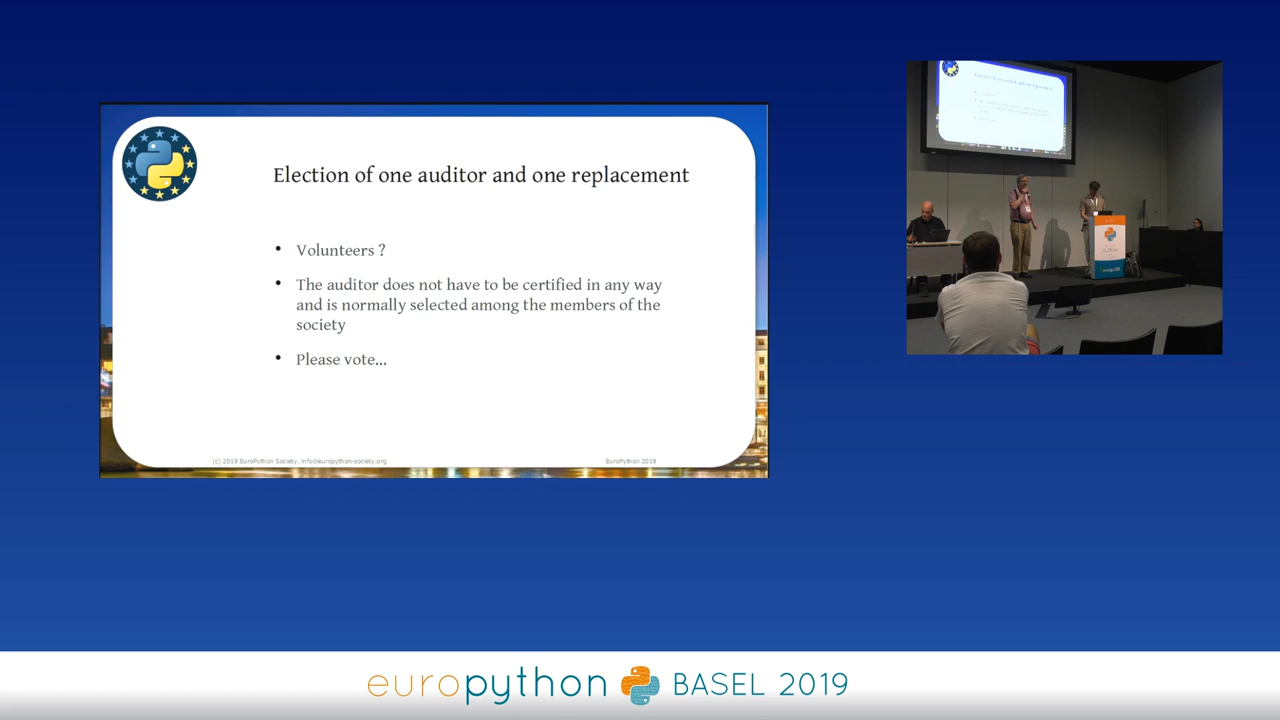 Election of one auditor and one replacement
• Volunteers ?
• The auditor does not have to be certified in any way
and is normally selected among the members of the
society
• Please vote...
(c) 2019 EuroPython Society, info@europython-society.org
EuroPython 2019
europython BASEL 2019